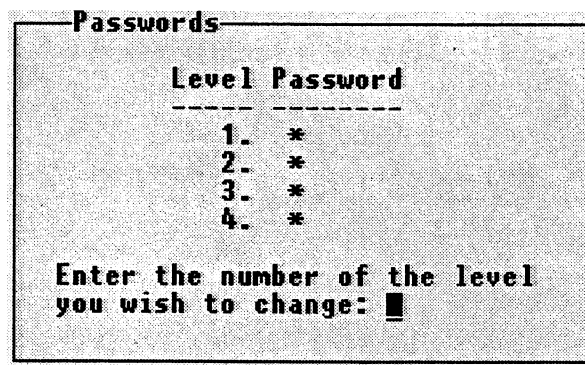 Passwords
Level Password
----- --------
1. *
2. *
3. *
4. *
Enter the number of the level
you wish to change: